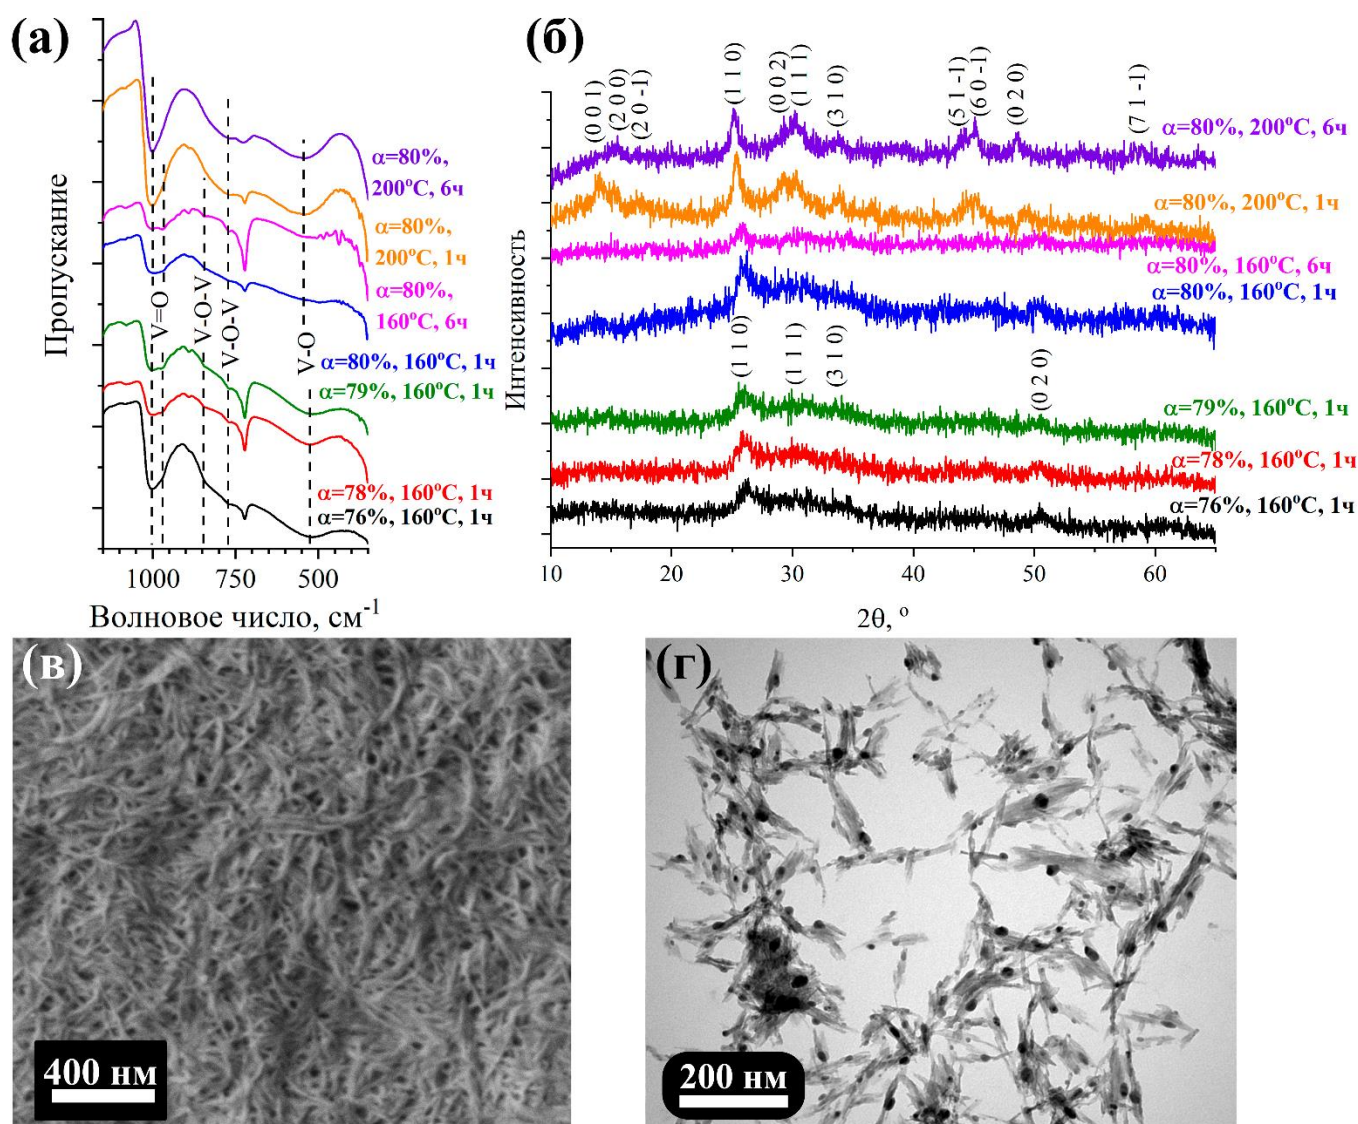 (а)
Пропускание
α=80%,
200°C, 6ч
α=80%,
200°C, 1ч
α=80%,
160°C, 6ч
α=80%, 160°C, 1ч
α=79%, 160°C, 1ч
α=78%, 160°C, 1ч
α=76%, 160°C, 1ч
V=O
V-O-V
V-O-V
V-O
1000 750 500
Волновое число, см⁻¹
(б)
Интенсивность
(0 0 1)
(2 0 0)
(2 0 -1)
(1 1 0)
(0 0 2)
(1 1 1)
(3 1 0)
(5 1 -1)
(6 0 -1)
(0 2 0)
(7 1 -1)
α=80%, 200°C, 6ч
α=80%, 200°C, 1ч
α=80%, 160°C, 6ч
α=80%, 160°C, 1ч
(1 1 0)
(1 1 1)
(3 1 0)
(0 2 0)
α=79%, 160°C, 1ч
α=78%, 160°C, 1ч
α=76%, 160°C, 1ч
10 20 30 40 50 60
2θ, °
(в)
400 нм
(г)
200 нм